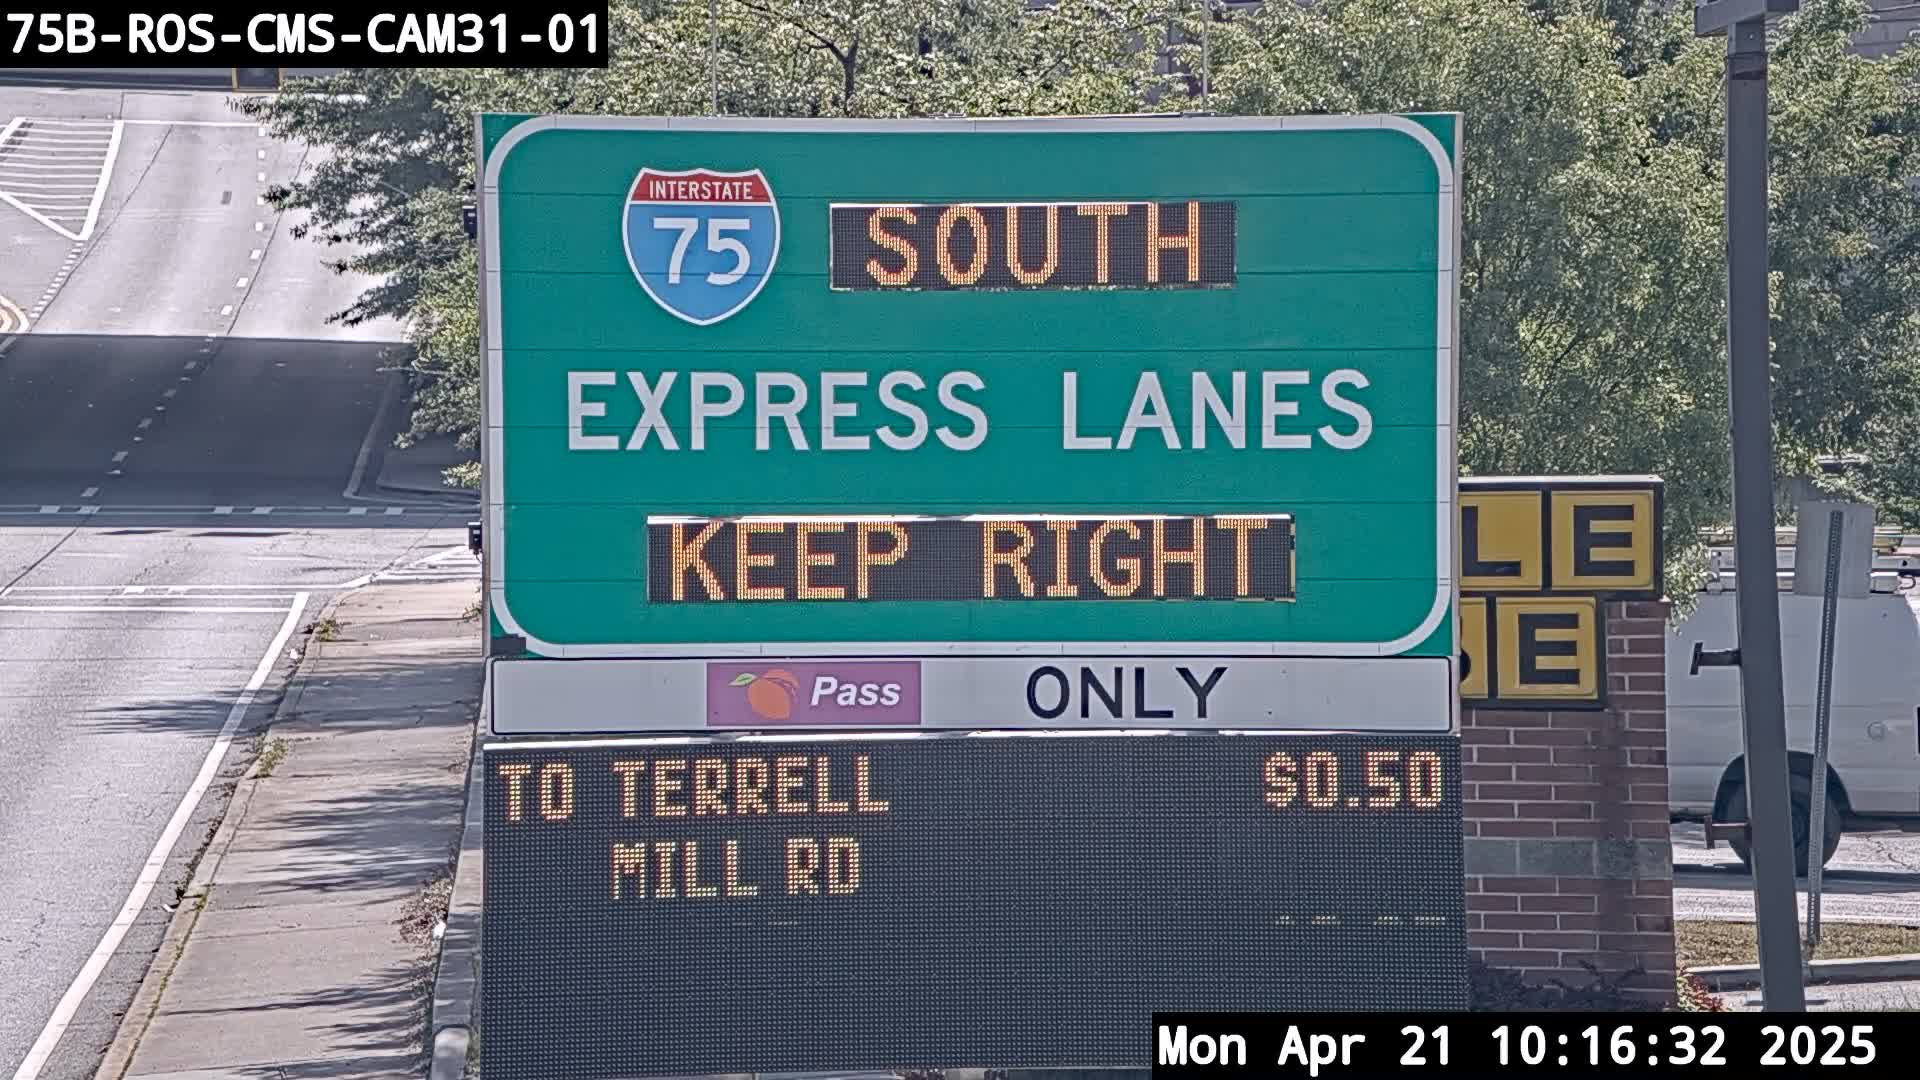 75B-ROS-CMS-CAM31-01
INTERSTATE
75
SOUTH
EXPRESS LANES
KEEP RIGHT
Pass ONLY
TO TERRELL $0.50
MILL RD
LE
E
Mon Apr 21 10:16:32 2025